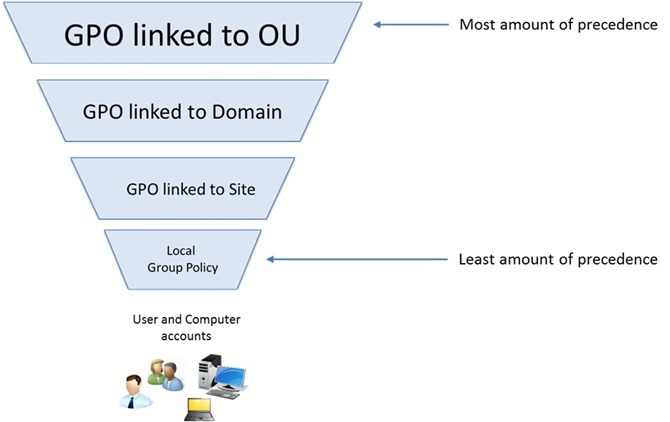 GPO linked to OU
Most amount of precedence
GPO linked to Domain
GPO linked to Site
Local
Group Policy
Least amount of precedence
User and Computer
accounts